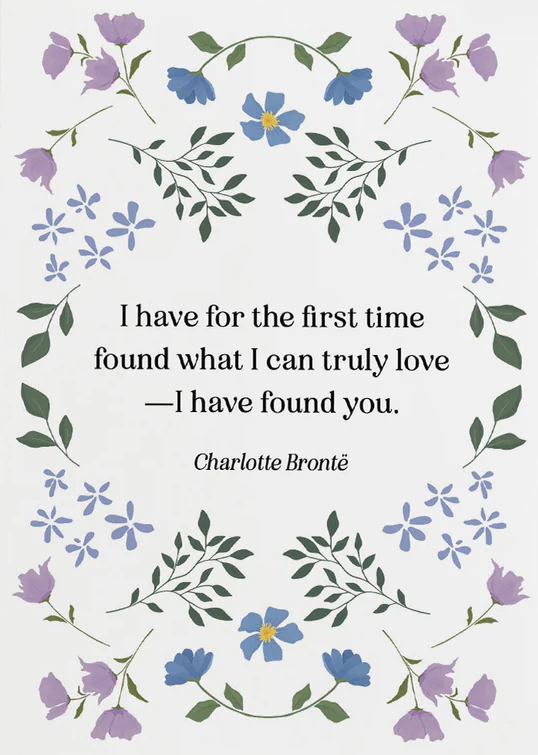 I have for the first time
found what I can truly love
—I have found you.
Charlotte Brontë